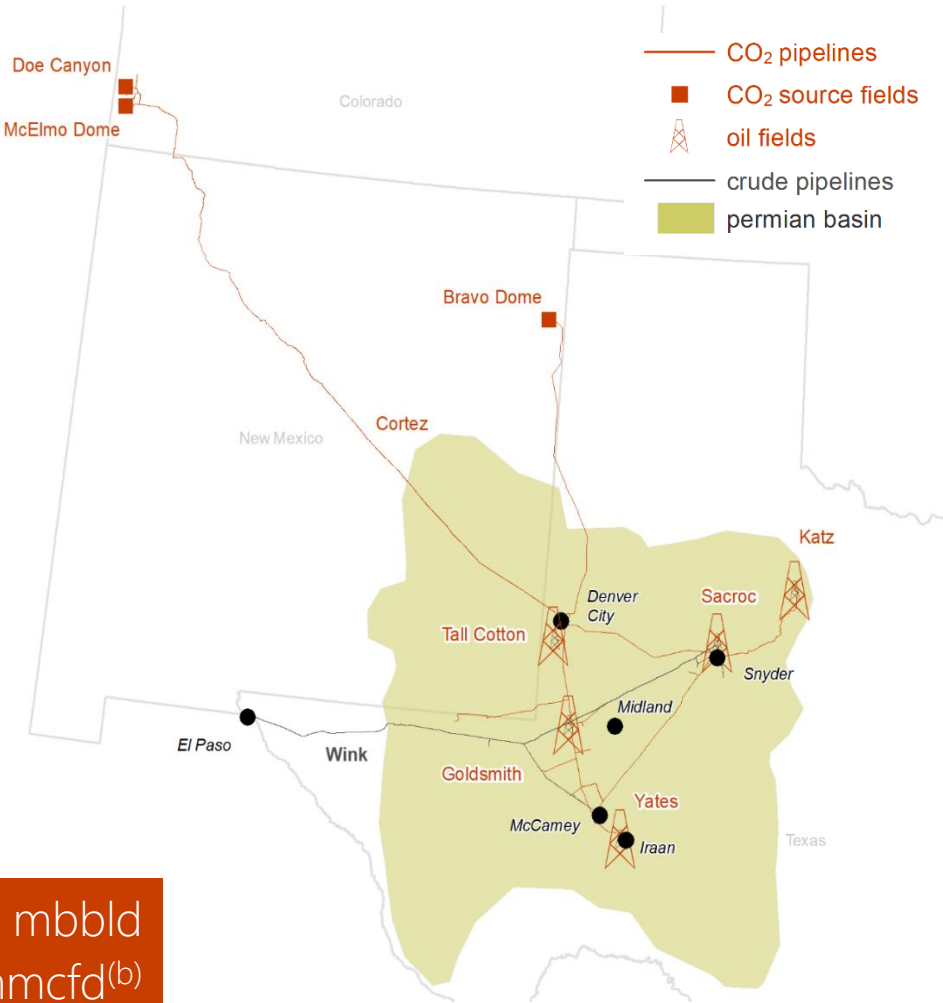 CO₂ pipelines
CO₂ source fields
oil fields
crude pipelines
permian basin
Doe Canyon
McElmo Dome
Colorado
Bravo Dome
Cortez
New Mexico
Katz
Denver
City
Sacroc
Tall Cotton
Snyder
Midland
El Paso
Wink
Goldsmith
Yates
McCamey
Iraan
Texas
mbbld
mcfd(b)